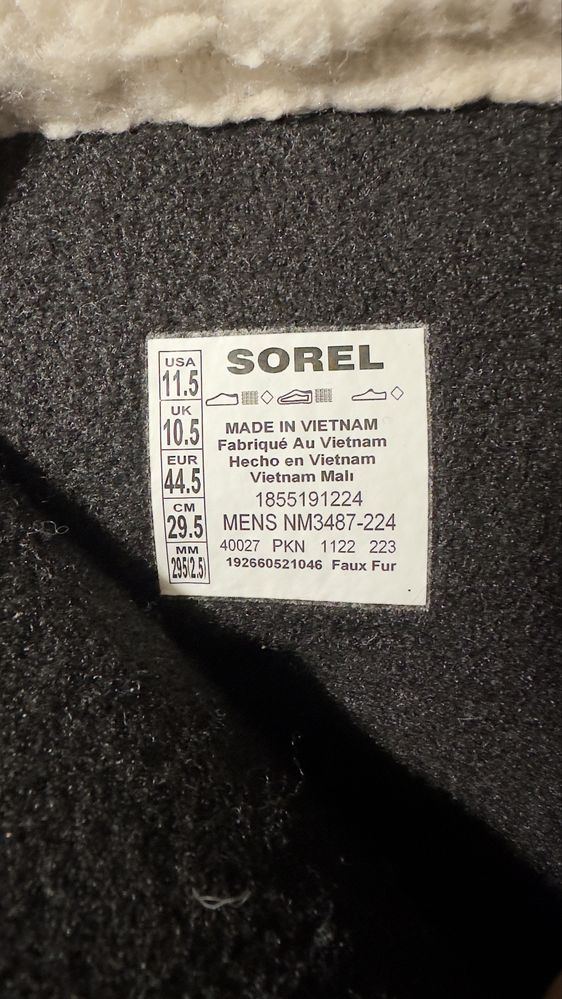 SOREL
USA
11.5
UK
10.5
EUR
44.5
CM
29.5
MM
295(2.5)
MADE IN VIETNAM
Fabriqué Au Vietnam
Hecho en Vietnam
Vietnam Malı
1855191224
MENS NM3487-224
40027 PKN 1122 223
192660521046 Faux Fur